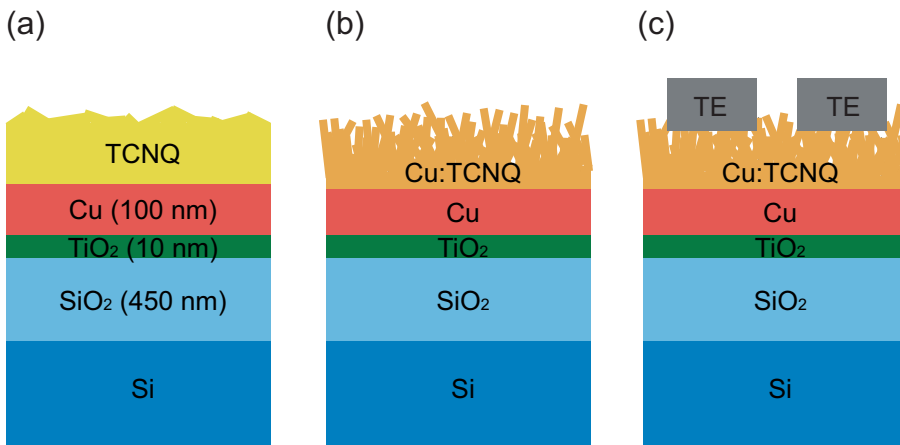 (a)
TCNQ
Cu (100 nm)
TiO₂ (10 nm)
SiO₂ (450 nm)
Si
(b)
Cu:TCNQ
Cu
TiO₂
SiO₂
Si
(c)
TE TE
Cu:TCNQ
Cu
TiO₂
SiO₂
Si